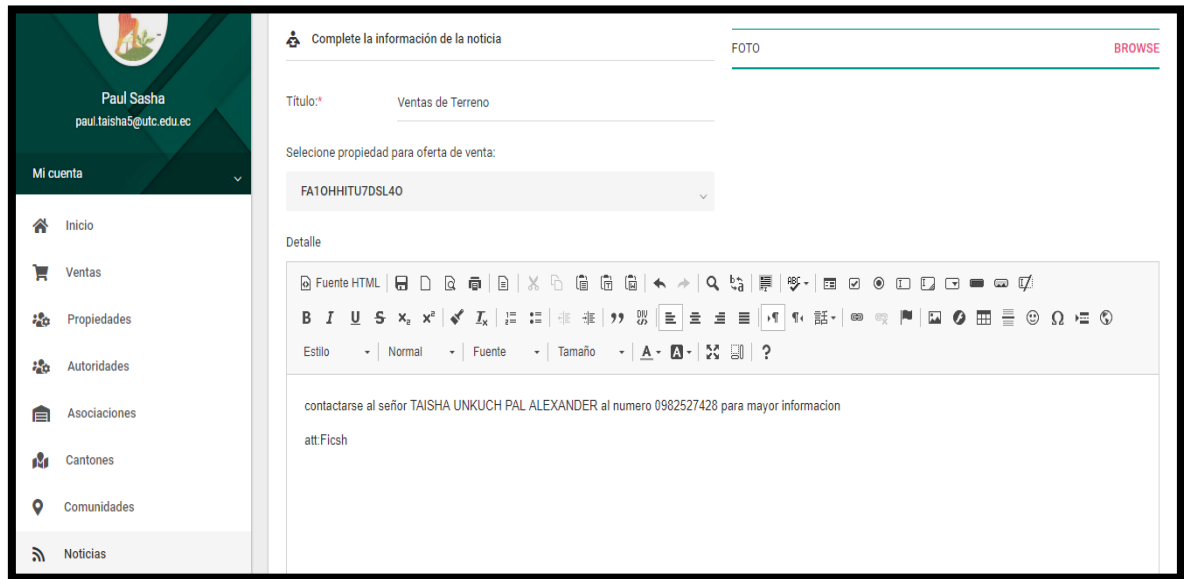 Paul Sasha
paul.taisha5@utc.edu.ec
Mi cuenta
Inicio
Ventas
Propiedades
Autoridades
Asociaciones
Cantones
Comunidades
Noticias
Complete la información de la noticia
FOTO BROWSE
Título:* Ventas de Terreno
Selecione propiedad para oferta de venta:
FA1OHHITU7DSL4O
Detalle
Fuente HTML
Estilo Normal Fuente Tamaño
contactarse al señor TAISHA UNKUCH PAL ALEXANDER al numero 0982527428 para mayor informacion
att:Ficsh